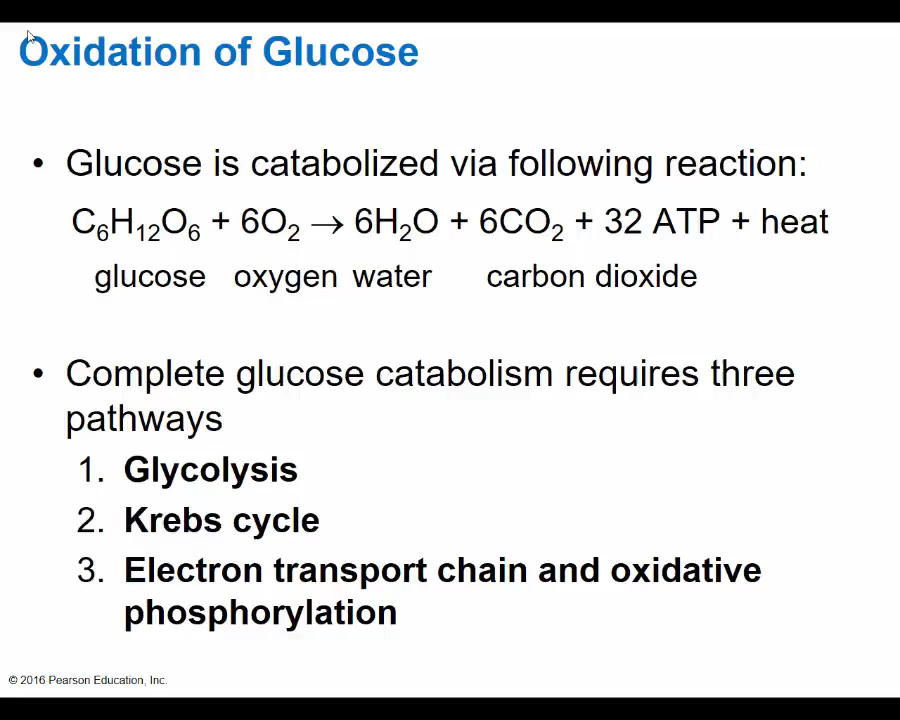 Oxidation of Glucose
• Glucose is catabolized via following reaction:
C₆H₁₂O₆ + 6O₂ → 6H₂O + 6CO₂ + 32 ATP + heat
glucose oxygen water carbon dioxide
• Complete glucose catabolism requires three
pathways
1. Glycolysis
2. Krebs cycle
3. Electron transport chain and oxidative
phosphorylation
© 2016 Pearson Education, Inc.